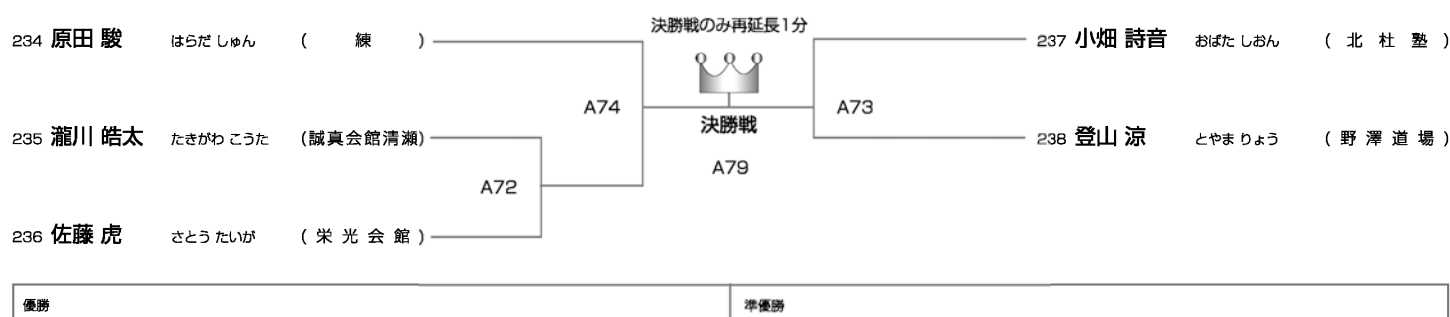 決勝戦のみ再延長1分
234 原田 駿 はらだ しゅん ( 練 )
237 小畑 詩音 おばた しおん ( 北 杜 塾 )
A74
A73
決勝戦
235 瀧川 皓太 たきがわ こうた (誠真会館清瀬)
238 登山 涼 とやま りょう ( 野 澤 道 場 )
A79
A72
236 佐藤 虎 さとう たいが ( 栄 光 会 館 )
優勝
準優勝